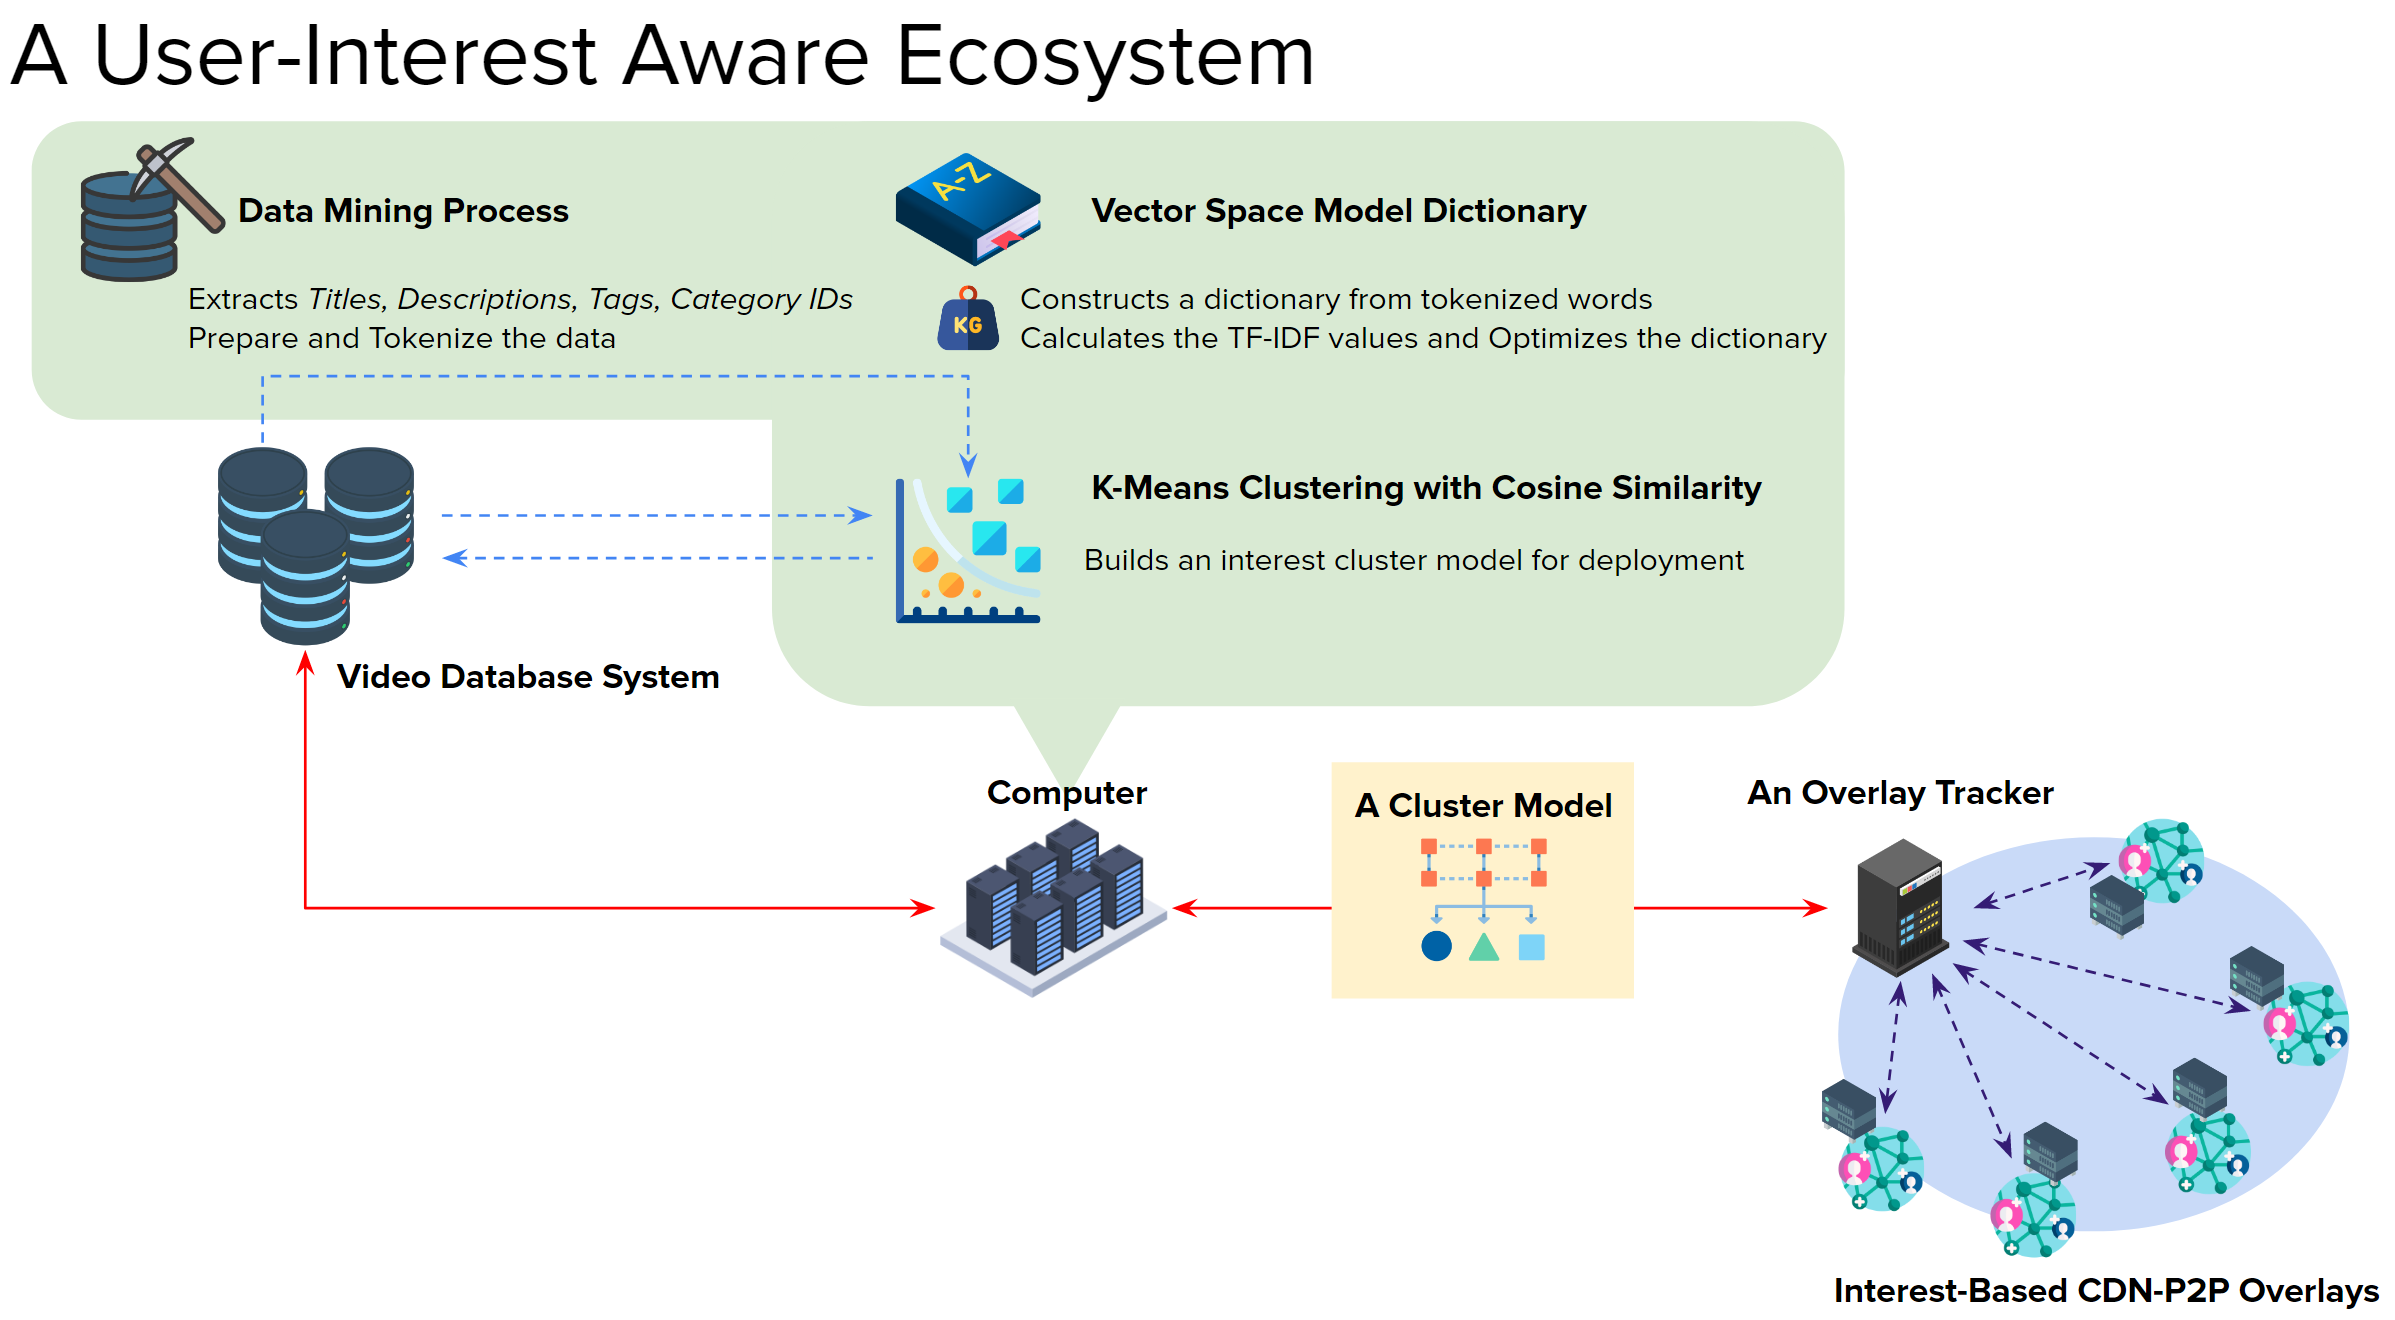 A User-Interest Aware Ecosystem
Data Mining Process
Extracts Titles, Descriptions, Tags, Category IDs
Prepare and Tokenize the data
A-Z
Vector Space Model Dictionary
KG
Constructs a dictionary from tokenized words
Calculates the TF-IDF values and Optimizes the dictionary
K-Means Clustering with Cosine Similarity
Builds an interest cluster model for deployment
Video Database System
Computer
A Cluster Model
An Overlay Tracker
Interest-Based CDN-P2P Overlays